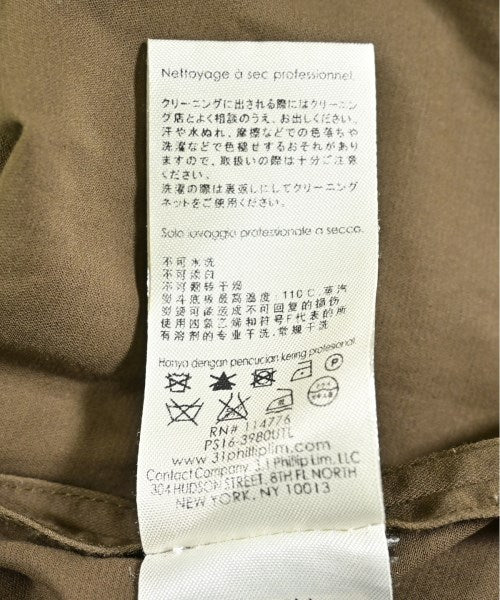 Nettoyage à sec professionnel.
クリーニングに出される際にはクリーニン
グ店とよく相談のうえ、お出しください。
汗や水ぬれ、摩擦などでの色落ちや
洗濯などで色褪せするおそれがあり
ますので、取扱いの際は十分ご注意
ください。
洗濯の際は裏返しにしてクリーニング
ネットをご使用ください。
Solo lavaggio professionale a secco.
不可水洗
不可漂白
不可翻转干燥
熨斗底板最高温度：110℃,蒸汽
熨烫可能造成不可回复的损伤
使用四氯乙烯和符号F代表的所
有溶剂的专业干洗,常规干洗.
Hanya dengan pencucian kering profesional.
P
RN# 114776
PS16-3980UTL
www.31philliplim.com
Contact Company: 3.1 Phillip Lim, LLC
304 HUDSON STREET, 8TH FL NORTH
NEW YORK, NY 10013